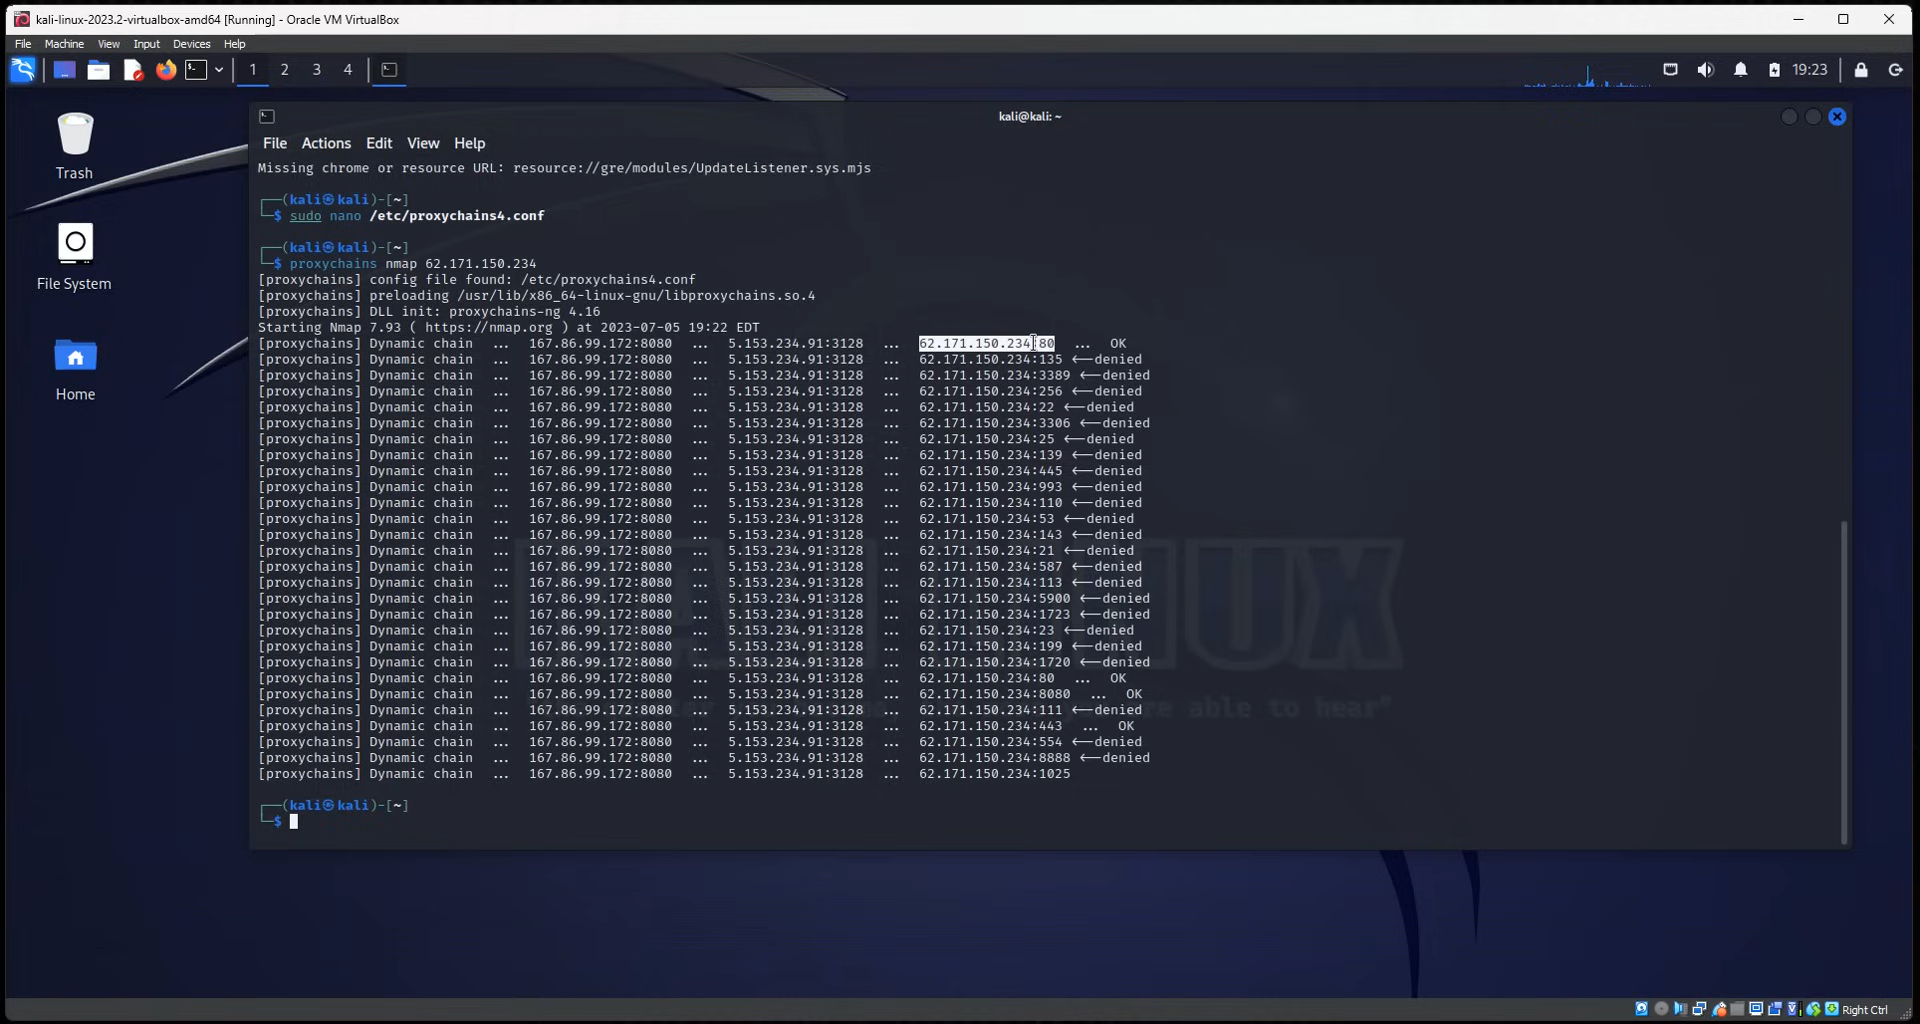 kali-linux-2023.2-virtualbox-amd64 [Running] - Oracle VM VirtualBox
File Machine View Input Devices Help
1 2 3 4 19:23
kali@kali: ~
Trash
File System
Home
File Actions Edit View Help
Missing chrome or resource URL: resource://gre/modules/UpdateListener.sys.mjs
┌──(kali㉿kali)-[~]
└─$ sudo nano /etc/proxychains4.conf
┌──(kali㉿kali)-[~]
└─$ proxychains nmap 62.171.150.234
[proxychains] config file found: /etc/proxychains4.conf
[proxychains] preloading /usr/lib/x86_64-linux-gnu/libproxychains.so.4
[proxychains] DLL init: proxychains-ng 4.16
Starting Nmap 7.93 ( https://nmap.org ) at 2023-07-05 19:22 EDT
[proxychains] Dynamic chain ... 167.86.99.172:8080 ... 5.153.234.91:3128 ... 62.171.150.234:80 ... OK
[proxychains] Dynamic chain ... 167.86.99.172:8080 ... 5.153.234.91:3128 ... 62.171.150.234:135 <--denied
[proxychains] Dynamic chain ... 167.86.99.172:8080 ... 5.153.234.91:3128 ... 62.171.150.234:3389 <--denied
[proxychains] Dynamic chain ... 167.86.99.172:8080 ... 5.153.234.91:3128 ... 62.171.150.234:256 <--denied
[proxychains] Dynamic chain ... 167.86.99.172:8080 ... 5.153.234.91:3128 ... 62.171.150.234:22 <--denied
[proxychains] Dynamic chain ... 167.86.99.172:8080 ... 5.153.234.91:3128 ... 62.171.150.234:3306 <--denied
[proxychains] Dynamic chain ... 167.86.99.172:8080 ... 5.153.234.91:3128 ... 62.171.150.234:25 <--denied
[proxychains] Dynamic chain ... 167.86.99.172:8080 ... 5.153.234.91:3128 ... 62.171.150.234:139 <--denied
[proxychains] Dynamic chain ... 167.86.99.172:8080 ... 5.153.234.91:3128 ... 62.171.150.234:445 <--denied
[proxychains] Dynamic chain ... 167.86.99.172:8080 ... 5.153.234.91:3128 ... 62.171.150.234:993 <--denied
[proxychains] Dynamic chain ... 167.86.99.172:8080 ... 5.153.234.91:3128 ... 62.171.150.234:110 <--denied
[proxychains] Dynamic chain ... 167.86.99.172:8080 ... 5.153.234.91:3128 ... 62.171.150.234:53 <--denied
[proxychains] Dynamic chain ... 167.86.99.172:8080 ... 5.153.234.91:3128 ... 62.171.150.234:143 <--denied
[proxychains] Dynamic chain ... 167.86.99.172:8080 ... 5.153.234.91:3128 ... 62.171.150.234:21 <--denied
[proxychains] Dynamic chain ... 167.86.99.172:8080 ... 5.153.234.91:3128 ... 62.171.150.234:587 <--denied
[proxychains] Dynamic chain ... 167.86.99.172:8080 ... 5.153.234.91:3128 ... 62.171.150.234:113 <--denied
[proxychains] Dynamic chain ... 167.86.99.172:8080 ... 5.153.234.91:3128 ... 62.171.150.234:5900 <--denied
[proxychains] Dynamic chain ... 167.86.99.172:8080 ... 5.153.234.91:3128 ... 62.171.150.234:1723 <--denied
[proxychains] Dynamic chain ... 167.86.99.172:8080 ... 5.153.234.91:3128 ... 62.171.150.234:23 <--denied
[proxychains] Dynamic chain ... 167.86.99.172:8080 ... 5.153.234.91:3128 ... 62.171.150.234:199 <--denied
[proxychains] Dynamic chain ... 167.86.99.172:8080 ... 5.153.234.91:3128 ... 62.171.150.234:1720 <--denied
[proxychains] Dynamic chain ... 167.86.99.172:8080 ... 5.153.234.91:3128 ... 62.171.150.234:80 ... OK
[proxychains] Dynamic chain ... 167.86.99.172:8080 ... 5.153.234.91:3128 ... 62.171.150.234:8080 ... OK
[proxychains] Dynamic chain ... 167.86.99.172:8080 ... 5.153.234.91:3128 ... 62.171.150.234:111 <--denied
[proxychains] Dynamic chain ... 167.86.99.172:8080 ... 5.153.234.91:3128 ... 62.171.150.234:443 ... OK
[proxychains] Dynamic chain ... 167.86.99.172:8080 ... 5.153.234.91:3128 ... 62.171.150.234:554 <--denied
[proxychains] Dynamic chain ... 167.86.99.172:8080 ... 5.153.234.91:3128 ... 62.171.150.234:8888 <--denied
[proxychains] Dynamic chain ... 167.86.99.172:8080 ... 5.153.234.91:3128 ... 62.171.150.234:1025
┌──(kali㉿kali)-[~]
└─$
able to hear"
Right Ctrl